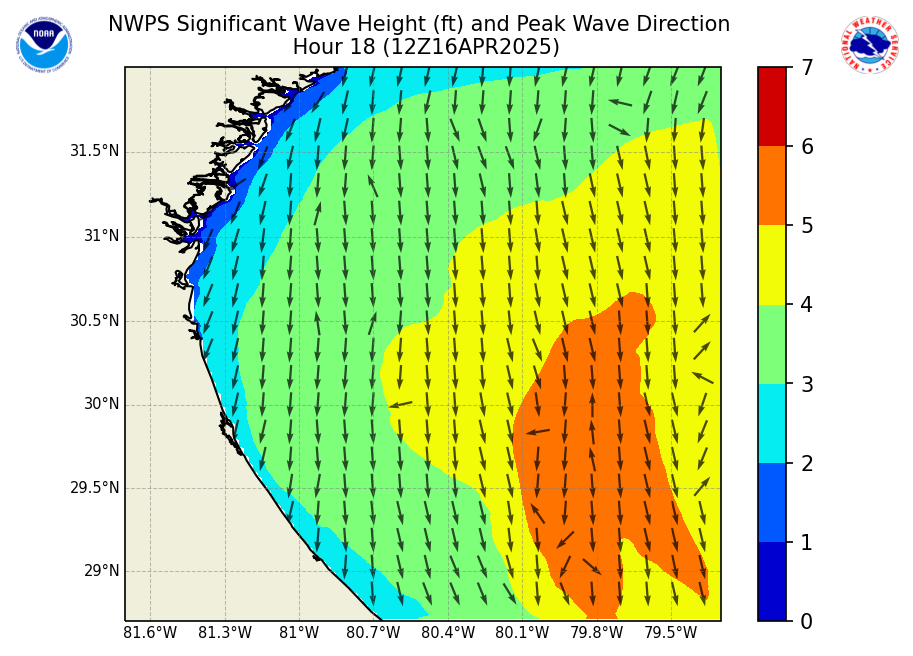 NWPS Significant Wave Height (ft) and Peak Wave Direction
Hour 18 (12Z16APR2025)
NOAA
NATIONAL WEATHER SERVICE
7
6
5
4
3
2
1
0
31.5°N
31°N
30.5°N
30°N
29.5°N
29°N
81.6°W 81.3°W 81°W 80.7°W 80.4°W 80.1°W 79.8°W 79.5°W